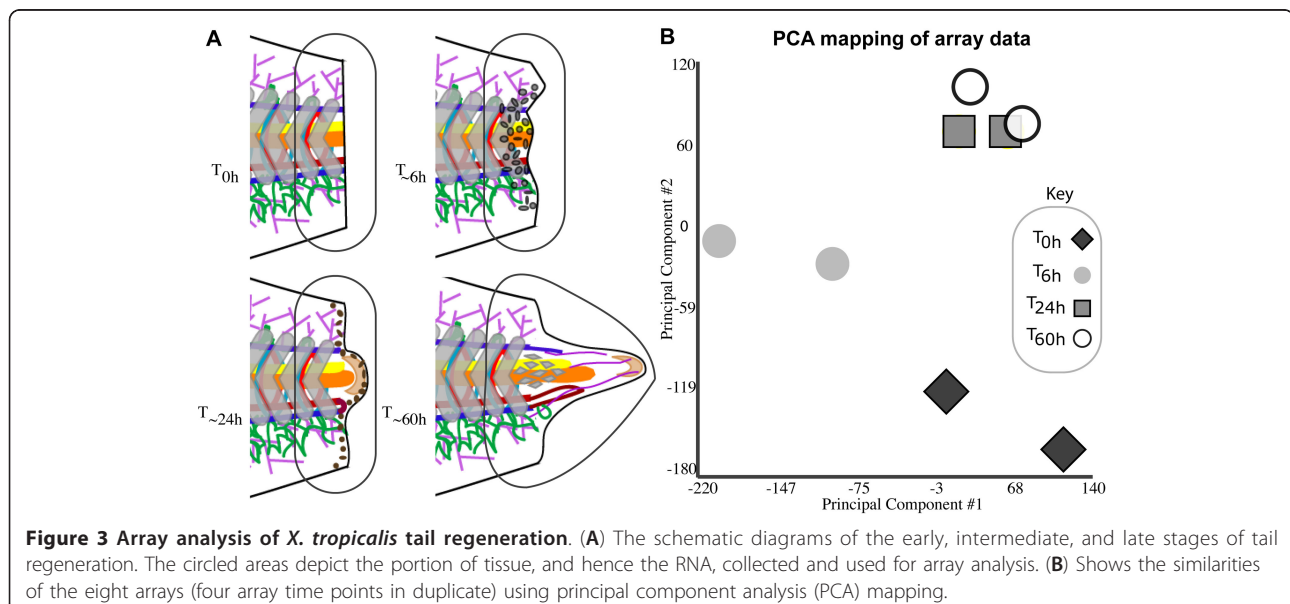 A
T0h
T~6h
T~24h
T~60h
B
PCA mapping of array data
Principal Component #2
120
60
0
-59
-119
-180
-220 -147 -75 -3 68 140
Principal Component #1
Key
T0h
T6h
T24h
T60h
Figure 3 Array analysis of X. tropicalis tail regeneration. (A) The schematic diagrams of the early, intermediate, and late stages of tail
regeneration. The circled areas depict the portion of tissue, and hence the RNA, collected and used for array analysis. (B) Shows the similarities
of the eight arrays (four array time points in duplicate) using principal component analysis (PCA) mapping.